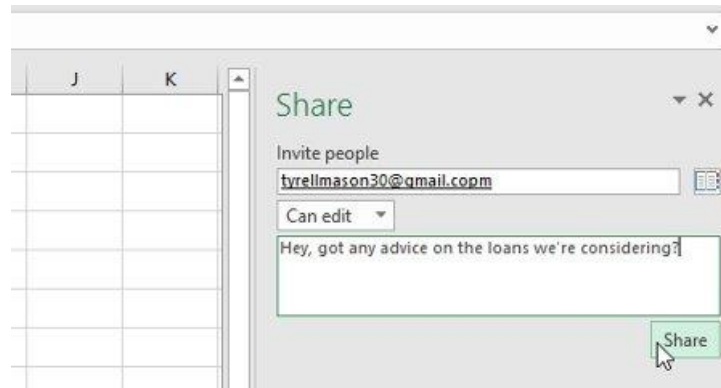 J K
Share
Invite people
tyrellmason30@gmail.copm
Can edit
Hey, got any advice on the loans we're considering?
Share